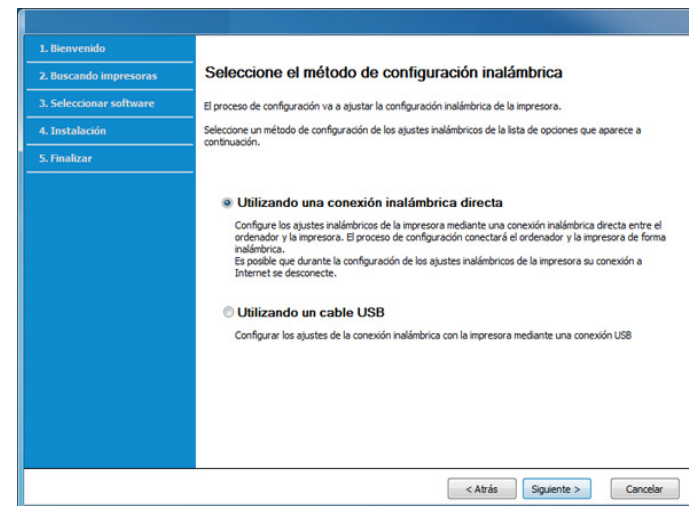 1. Bienvenido
2. Buscando impresoras
3. Seleccionar software
4. Instalación
5. Finalizar
Seleccione el método de configuración inalámbrica
El proceso de configuración va a ajustar la configuración inalámbrica de la impresora.
Seleccione un método de configuración de los ajustes inalámbricos de la lista de opciones que aparece a
continuación.
Utilizando una conexión inalámbrica directa
Configure los ajustes inalámbricos de la impresora mediante una conexión inalámbrica directa entre el
ordenador y la impresora. El proceso de configuración conectará el ordenador y la impresora de forma
inalámbrica.
Es posible que durante la configuración de los ajustes inalámbricos de la impresora su conexión a
Internet se desconecte.
Utilizando un cable USB
Configurar los ajustes de la conexión inalámbrica con la impresora mediante una conexión USB
< Atrás Siguiente > Cancelar